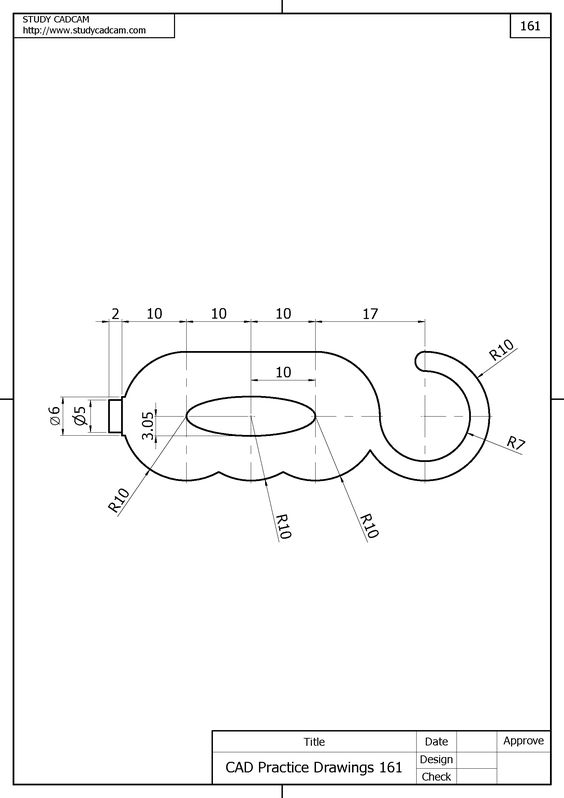 STUDY CADCAM
http://www.studycadcam.com
161
2
10
10
10
17
R10
10
Ø6
Ø5
3.05
R7
R10
R10
R10
Title
Date
Approve
CAD Practice Drawings 161
Design
Check